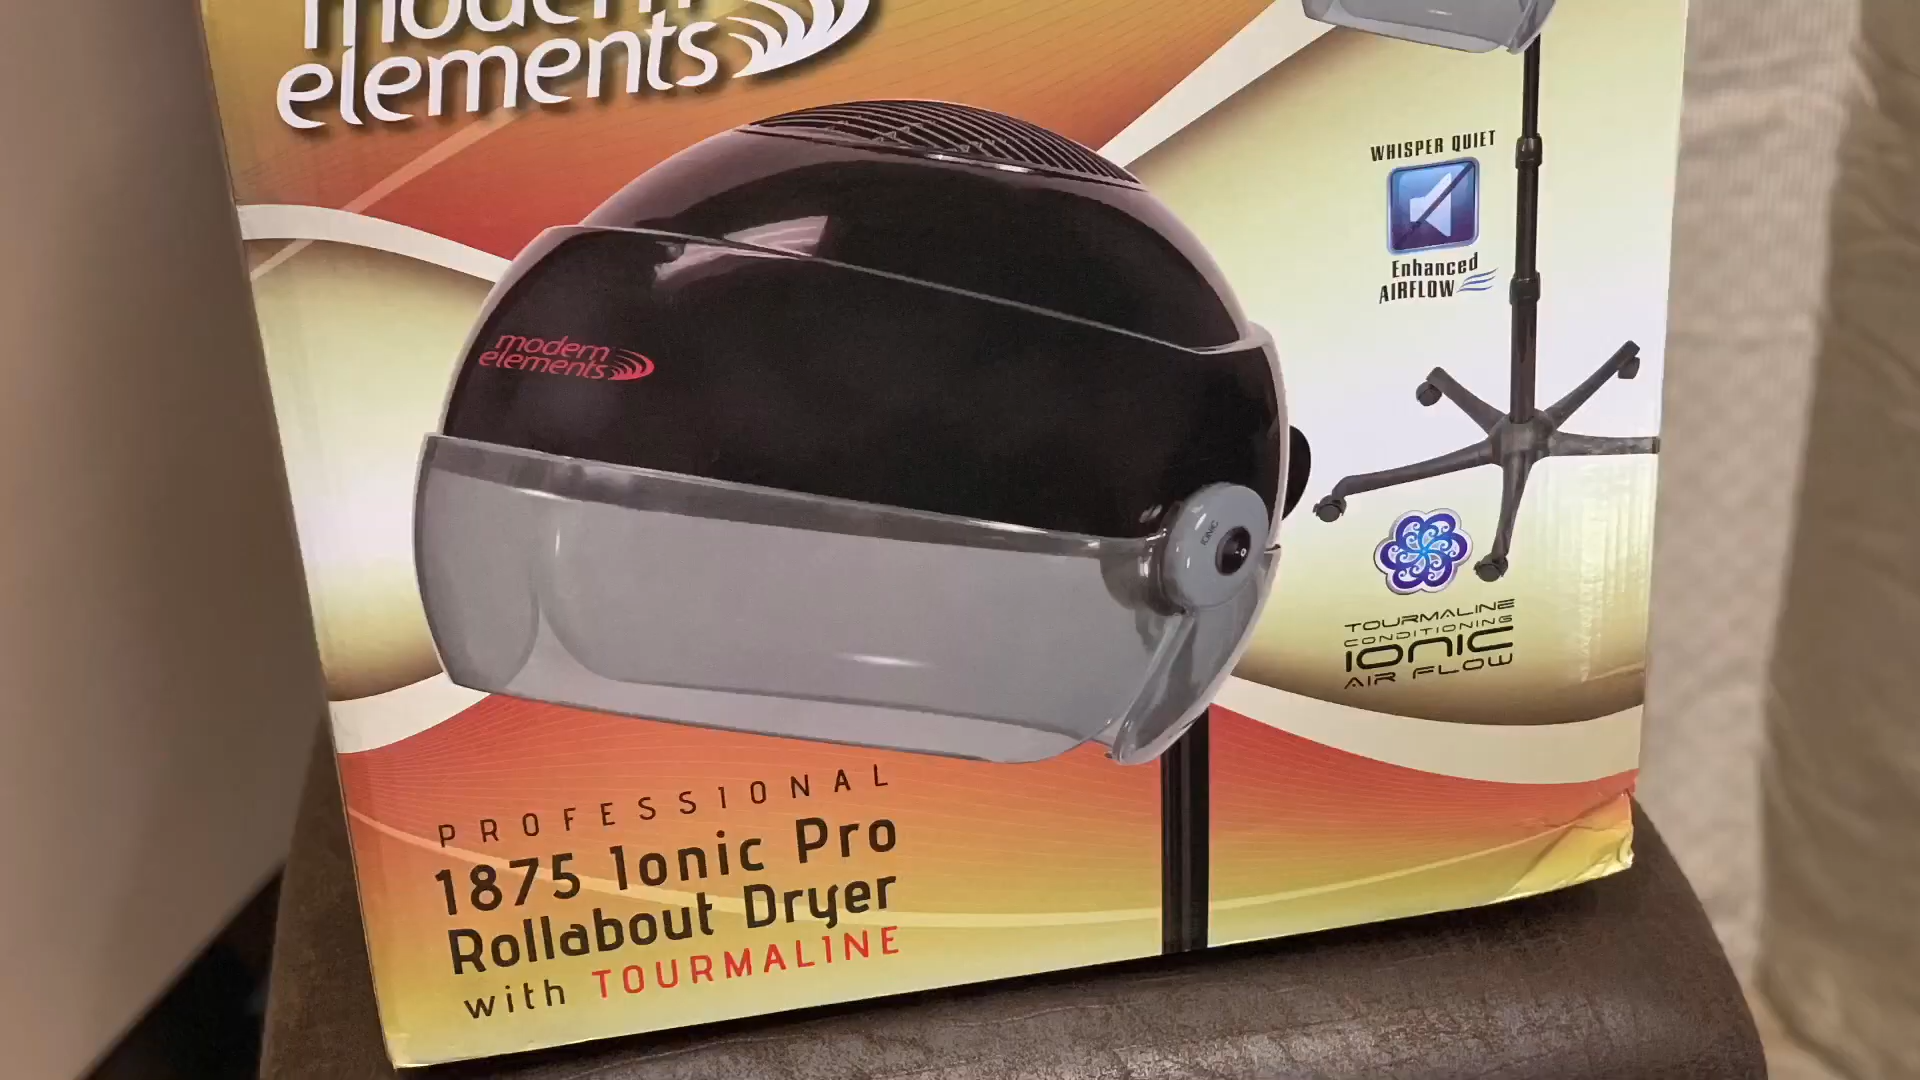 modern
elements
WHISPER QUIET
Enhanced
AIRFLOW
modern
elements
IONIC
TOURMALINE
CONDITIONING
IONIC
AIR FLOW
PROFESSIONAL
1875 Ionic Pro
Rollabout Dryer
with TOURMALINE